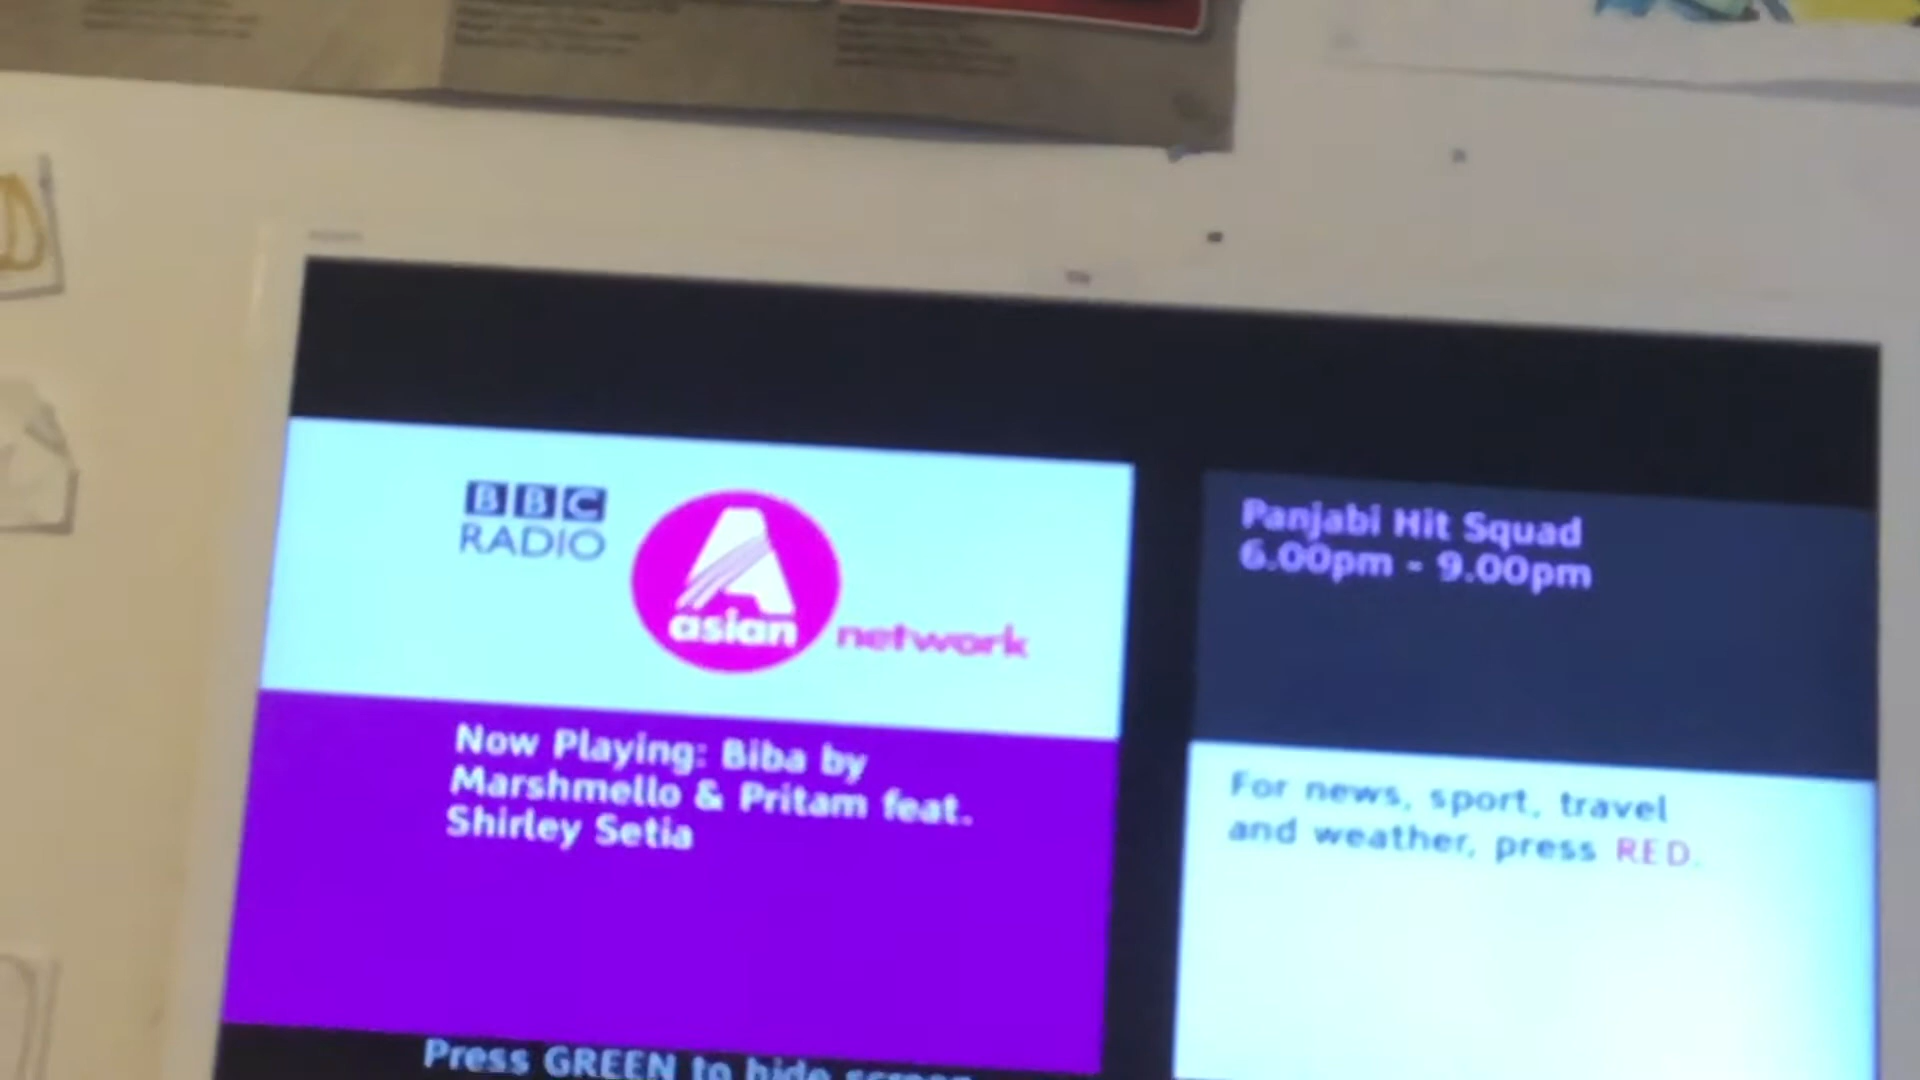 BBC
RADIO
A
asian network
Now Playing: Biba by
Marshmello & Pritam feat.
Shirley Setia
Press GREEN to hide screen
Panjabi Hit Squad
6.00pm - 9.00pm
For news, sport, travel
and weather, press RED.